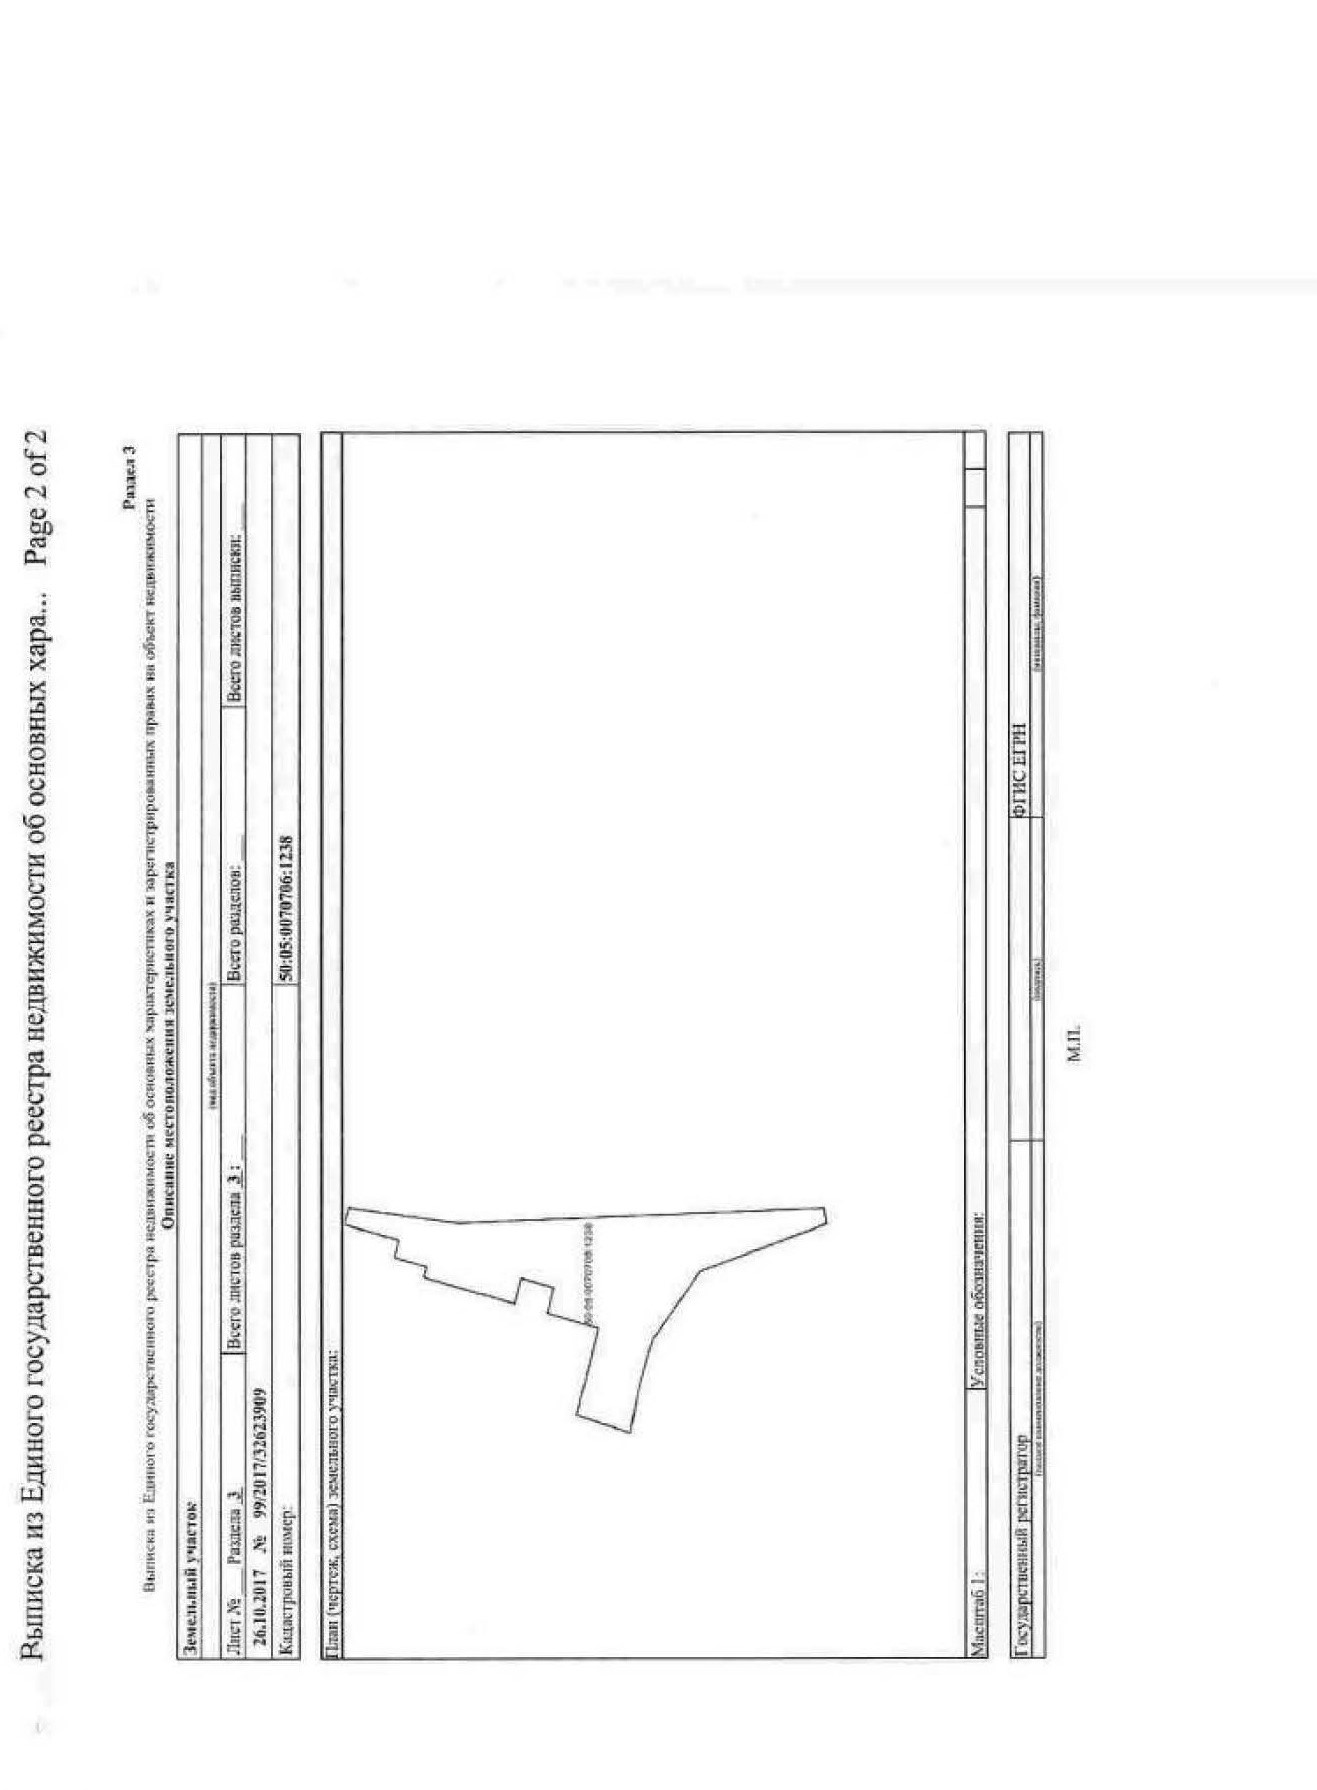 Выписка из Единого государственного реестра недвижимости об основных хара... Page 2 of 2
Раздел 3
Выписка из Единого государственного реестра недвижимости об основных характеристиках и зарегистрированных правах на объект недвижимости
Описание местоположения земельного участка
Земельный участок
(вид объекта недвижимости)
Лист № ___ Раздела 3 Всего листов раздела 3 : ___ Всего разделов: ___ Всего листов выписки: ___
26.10.2017 № 99/2017/32623909
Кадастровый номер: 50:05:0070706:1238
План (чертеж, схема) земельного участка:
50:05:0070706:1238
Масштаб 1: Условные обозначения:
Государственный регистратор ФГИС ЕГРН
(полное наименование должности) (подпись) (инициалы, фамилия)
М.П.